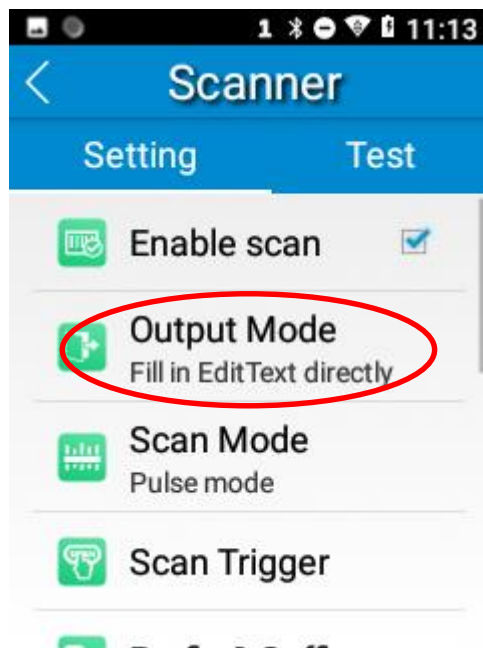 1 11:13
Scanner
Setting Test
Enable scan
Output Mode
Fill in EditText directly
Scan Mode
Pulse mode
Scan Trigger